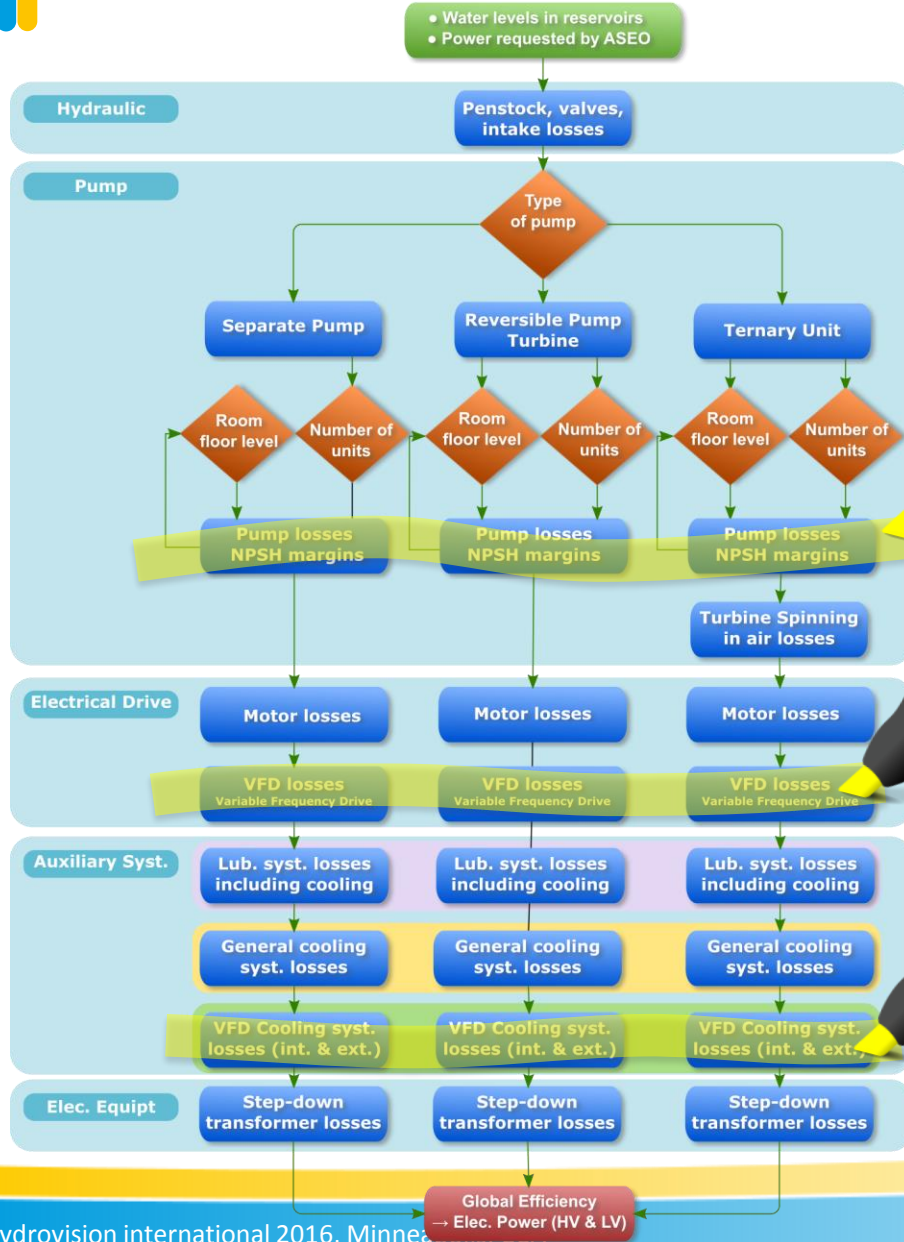 ● Water levels in reservoirs
● Power requested by ASEO
Hydraulic
Penstock, valves,
intake losses
Pump
Type
of pump
Separate Pump
Reversible Pump
Turbine
Ternary Unit
Room
floor level
Number of
units
Room
floor level
Number of
units
Room
floor level
Number of
units
Pump losses
NPSH margins
Pump losses
NPSH margins
Pump losses
NPSH margins
Turbine Spinning
in air losses
Electrical Drive
Motor losses
Motor losses
Motor losses
VFD losses
Variable Frequency Drive
VFD losses
Variable Frequency Drive
VFD losses
Variable Frequency Drive
Auxiliary Syst.
Lub. syst. losses
including cooling
Lub. syst. losses
including cooling
Lub. syst. losses
including cooling
General cooling
syst. losses
General cooling
syst. losses
General cooling
syst. losses
VFD Cooling syst.
losses (int. & ext.)
VFD Cooling syst.
losses (int. & ext.)
VFD Cooling syst.
losses (int. & ext.)
Elec. Equipt
Step-down
transformer losses
Step-down
transformer losses
Step-down
transformer losses
Global Efficiency
→ Elec. Power (HV & LV)
ydrovision international 2016, Minnea